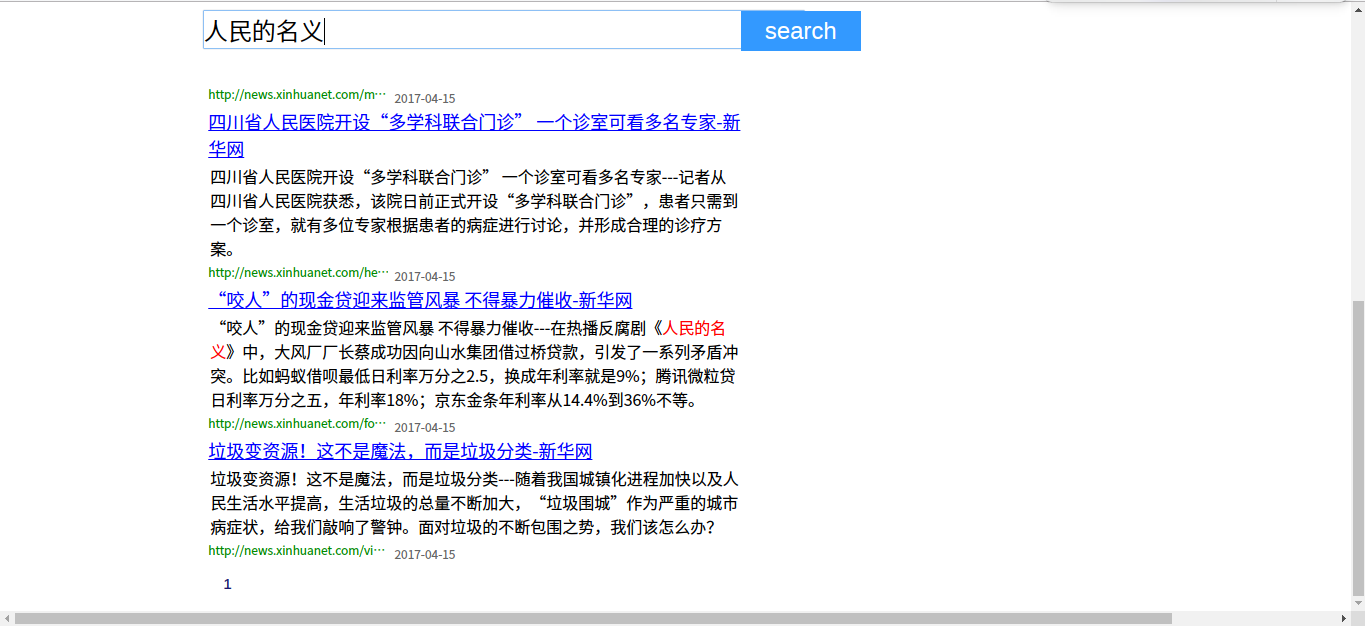 人民的名义
search
http://news.xinhuanet.com/m··· 2017-04-15
四川省人民医院开设“多学科联合门诊” 一个诊室可看多名专家-新
华网
四川省人民医院开设“多学科联合门诊” 一个诊室可看多名专家---记者从
四川省人民医院获悉，该院日前正式开设“多学科联合门诊”，患者只需到
一个诊室，就有多位专家根据患者的病症进行讨论，并形成合理的诊疗方
案。
http://news.xinhuanet.com/he··· 2017-04-15
“咬人”的现金贷迎来监管风暴 不得暴力催收-新华网
“咬人”的现金贷迎来监管风暴 不得暴力催收---在热播反腐剧《人民的名
义》中，大风厂厂长蔡成功因向山水集团借过桥贷款，引发了一系列矛盾冲
突。比如蚂蚁借呗最低日利率万分之2.5，换成年利率就是9%；腾讯微粒贷
日利率万分之五，年利率18%；京东金条年利率从14.4%到36%不等。
http://news.xinhuanet.com/fo··· 2017-04-15
垃圾变资源！这不是魔法，而是垃圾分类-新华网
垃圾变资源！这不是魔法，而是垃圾分类---随着我国城镇化进程加快以及人
民生活水平提高，生活垃圾的总量不断加大，“垃圾围城”作为严重的城市
病症状，给我们敲响了警钟。面对垃圾的不断包围之势，我们该怎么办？
http://news.xinhuanet.com/vi··· 2017-04-15
1